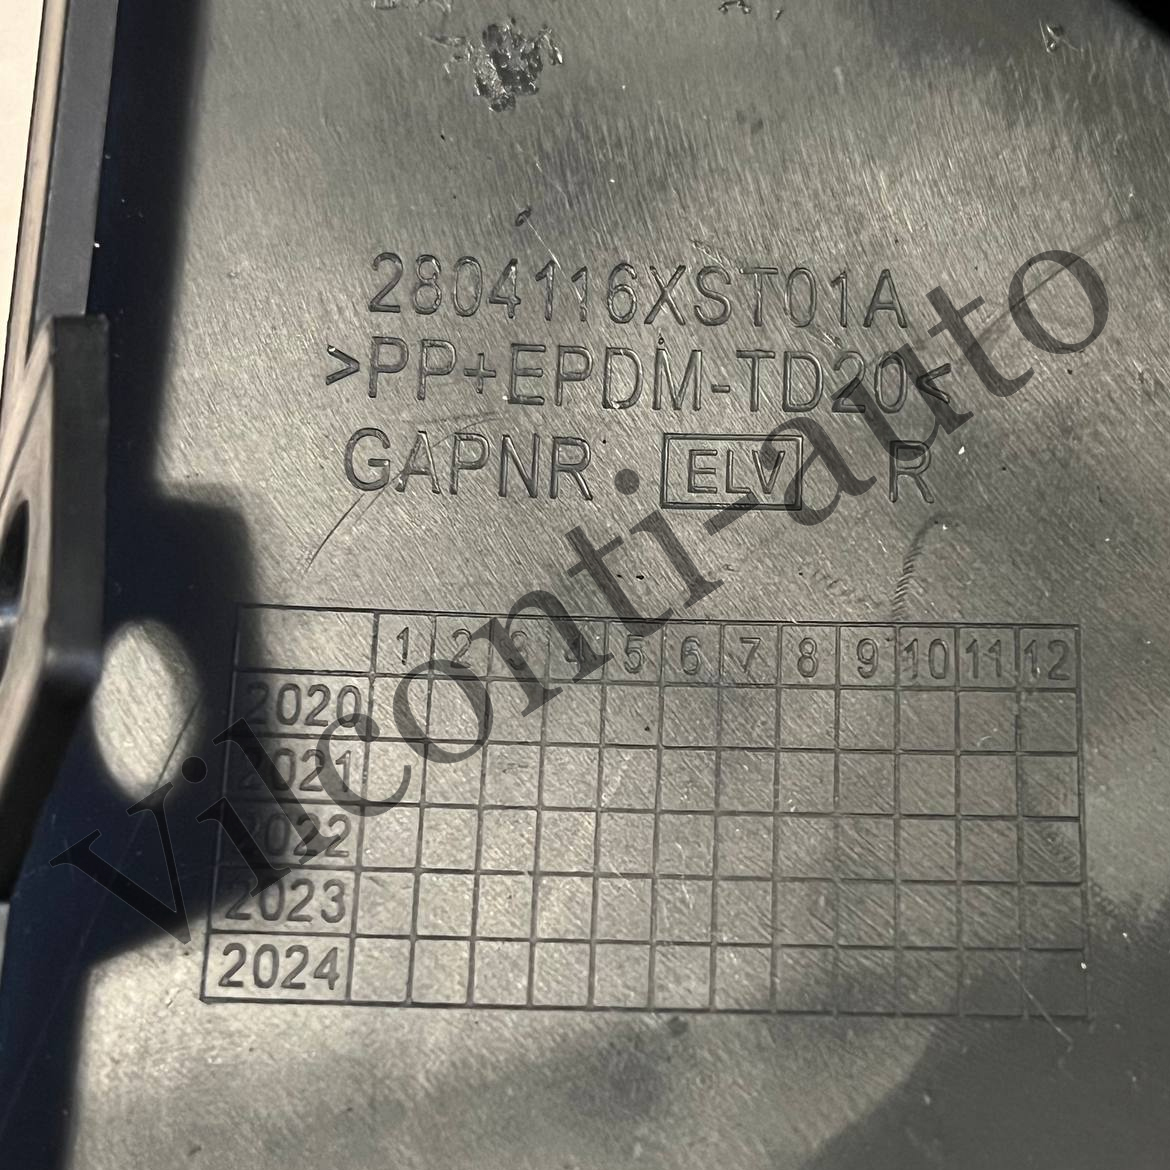 2804116XST01A
>PP+EPDM-TD20<
GAPNR ELV R
1 2 3 4 5 6 7 8 9 10 11 12
2020
2021
2022
2023
2024
Vilconti-auto